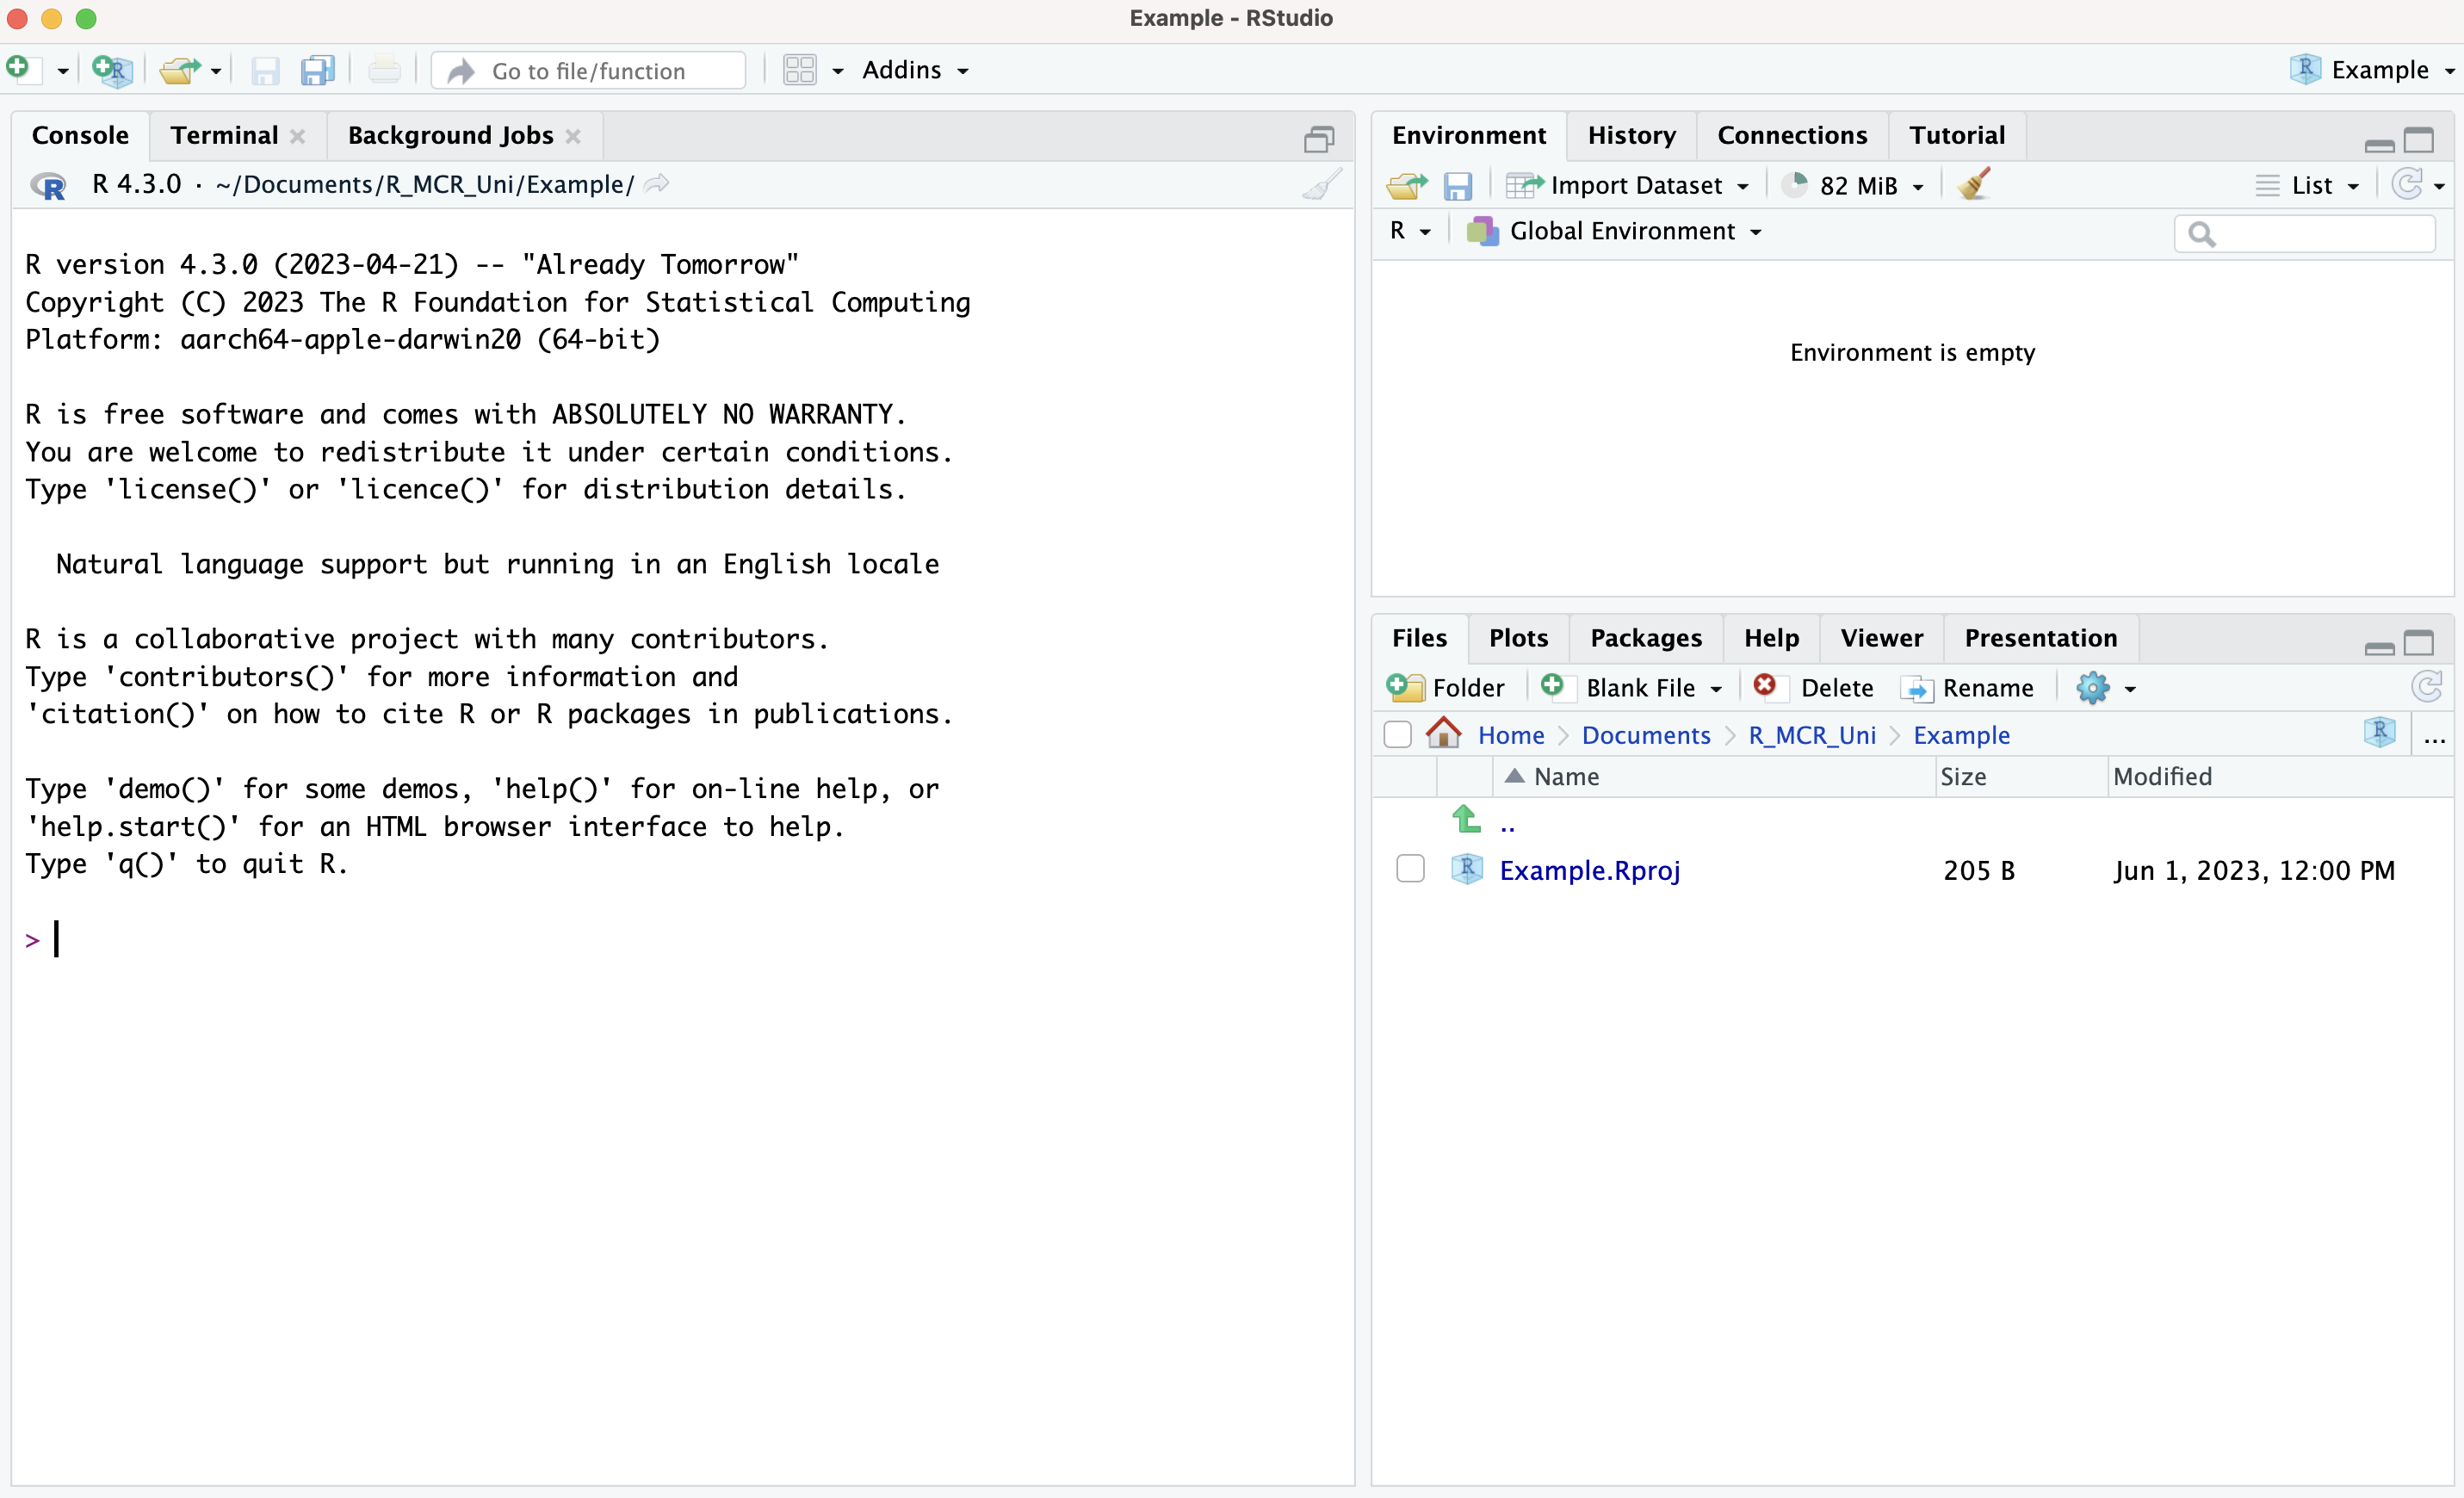 Example - RStudio
Go to file/function
Addins
Example
Console Terminal Background Jobs
R 4.3.0 · ~/Documents/R_MCR_Uni/Example/
R version 4.3.0 (2023-04-21) -- "Already Tomorrow"
Copyright (C) 2023 The R Foundation for Statistical Computing
Platform: aarch64-apple-darwin20 (64-bit)
R is free software and comes with ABSOLUTELY NO WARRANTY.
You are welcome to redistribute it under certain conditions.
Type 'license()' or 'licence()' for distribution details.
Natural language support but running in an English locale
R is a collaborative project with many contributors.
Type 'contributors()' for more information and
'citation()' on how to cite R or R packages in publications.
Type 'demo()' for some demos, 'help()' for on-line help, or
'help.start()' for an HTML browser interface to help.
Type 'q()' to quit R.
>
Environment History Connections Tutorial
Import Dataset 82 MiB List
R Global Environment
Environment is empty
Files Plots Packages Help Viewer Presentation
Folder Blank File Delete Rename
Home Documents R_MCR_Uni Example ...
Name Size Modified
..
Example.Rproj 205 B Jun 1, 2023, 12:00 PM